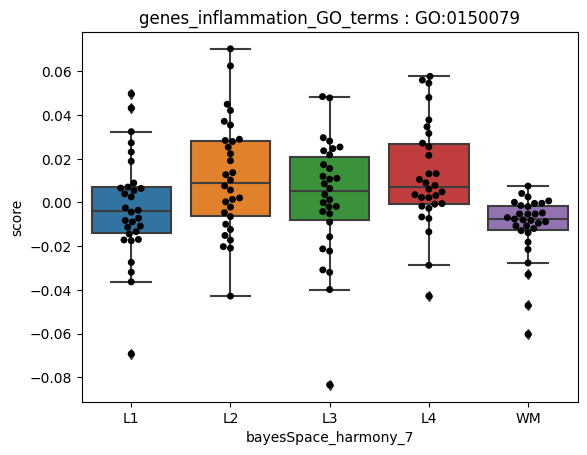 genes_inflammation_GO_terms : GO:0150079
score
0.06
0.04
0.02
0.00
−0.02
−0.04
−0.06
−0.08
L1 L2 L3 L4 WM
bayesSpace_harmony_7